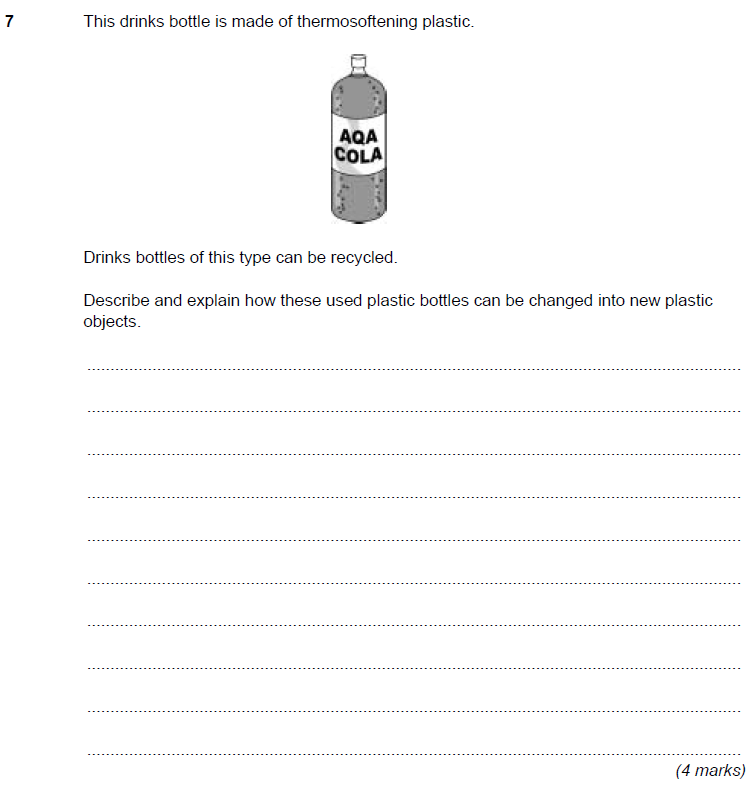 7 This drinks bottle is made of thermosoftening plastic.
AQA
COLA
Drinks bottles of this type can be recycled.
Describe and explain how these used plastic bottles can be changed into new plastic
objects.
(4 marks)